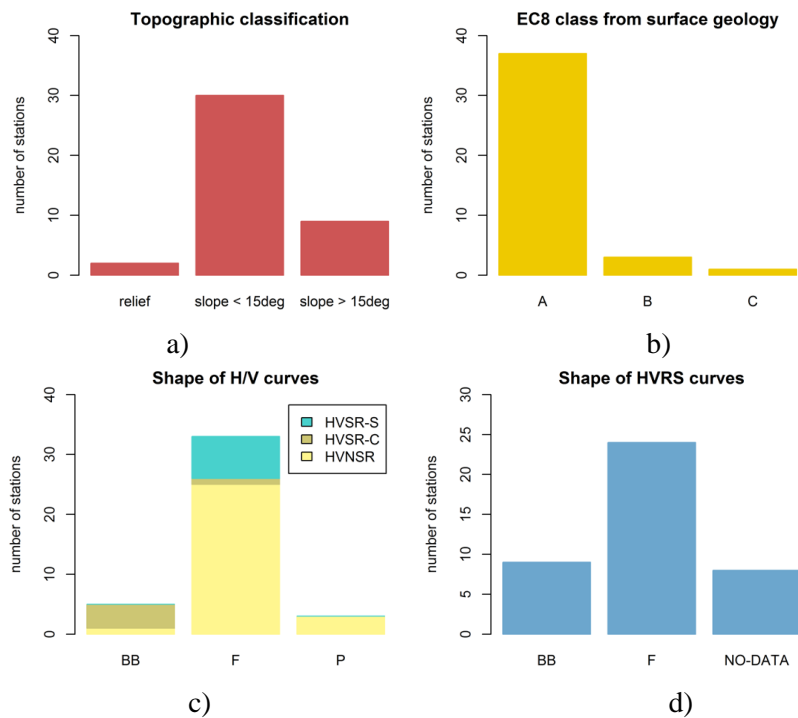 Topographic classification
number of stations
40
30
20
10
0
relief
slope < 15deg
slope > 15deg
a)
EC8 class from surface geology
number of stations
40
30
20
10
0
A
B
C
b)
Shape of H/V curves
number of stations
40
30
20
10
0
HVSR-S
HVSR-C
HVNSR
BB
F
P
c)
Shape of HVRS curves
number of stations
30
25
20
15
10
5
0
BB
F
NO-DATA
d)